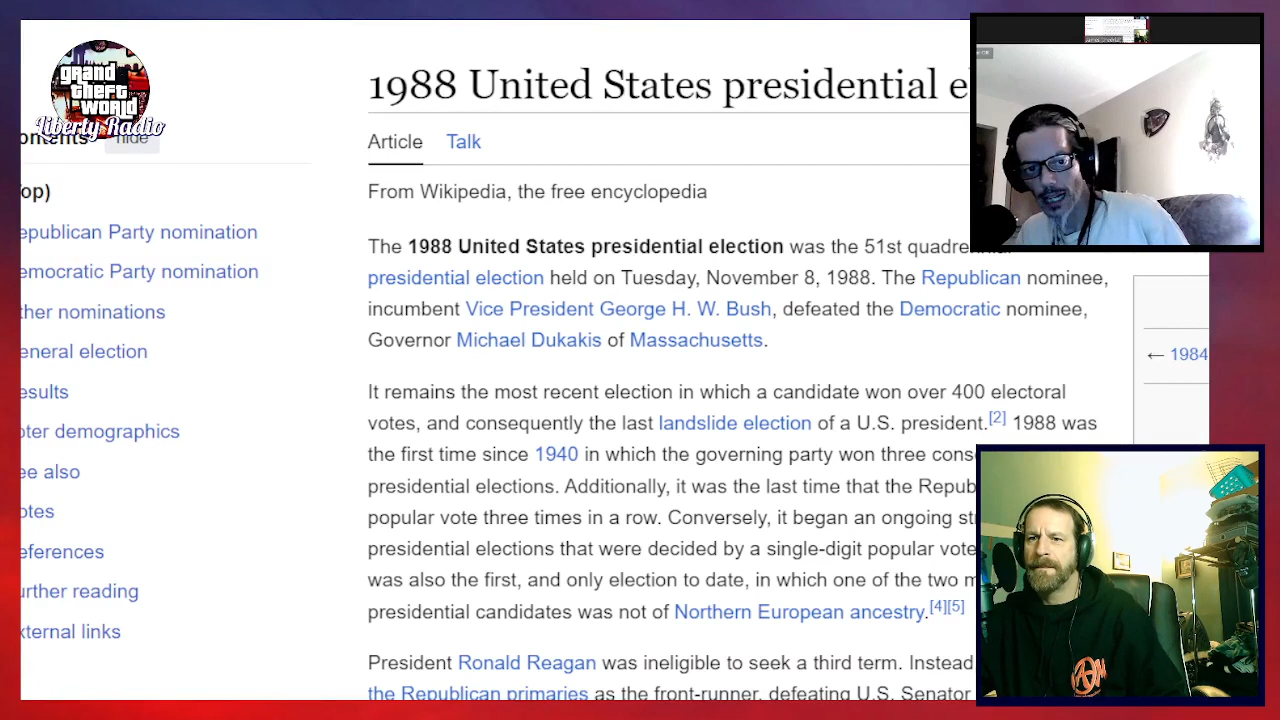 grand
theft
world
Liberty Radio
ontents hide
op)
epublican Party nomination
emocratic Party nomination
ther nominations
eneral election
esults
oter demographics
ee also
otes
eferences
urther reading
xternal links
1988 United States presidential e
Article Talk
From Wikipedia, the free encyclopedia
The 1988 United States presidential election was the 51st quadrennial
presidential election held on Tuesday, November 8, 1988. The Republican nominee,
incumbent Vice President George H. W. Bush, defeated the Democratic nominee,
Governor Michael Dukakis of Massachusetts.
It remains the most recent election in which a candidate won over 400 electoral
votes, and consequently the last landslide election of a U.S. president.[2] 1988 was
the first time since 1940 in which the governing party won three cons
presidential elections. Additionally, it was the last time that the Repub
popular vote three times in a row. Conversely, it began an ongoing st
presidential elections that were decided by a single-digit popular vote
was also the first, and only election to date, in which one of the two m
presidential candidates was not of Northern European ancestry.[4][5]
President Ronald Reagan was ineligible to seek a third term. Instead
the Republican primaries as the front-runner, defeating U.S. Senator
← 1984